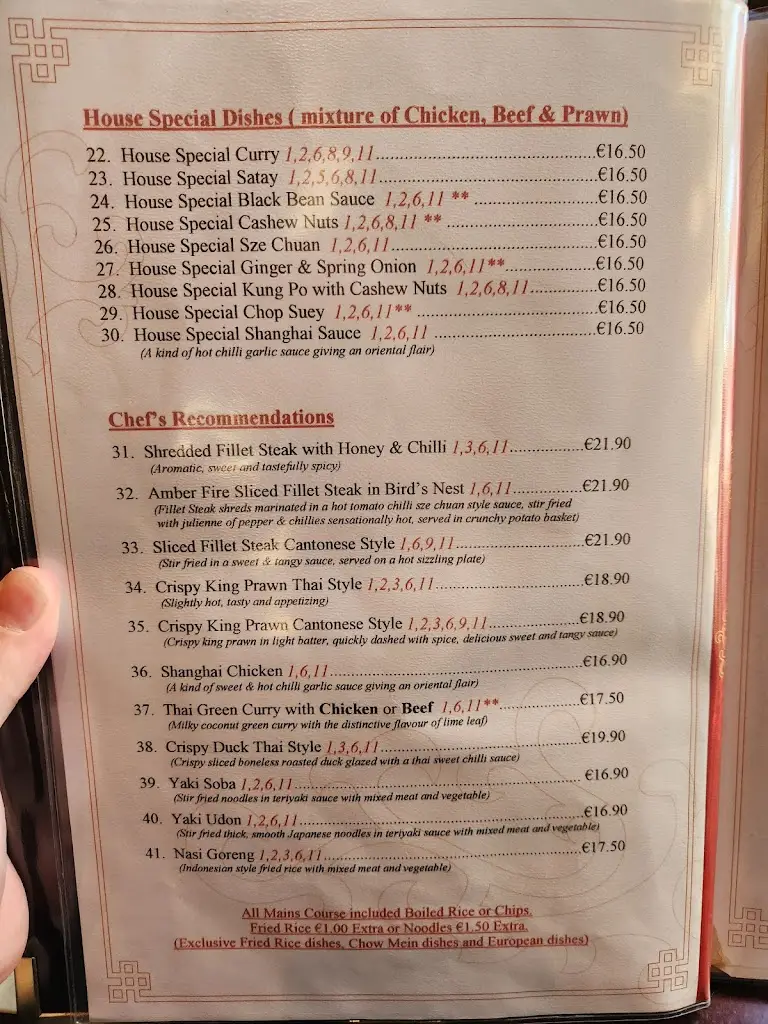 House Special Dishes ( mixture of Chicken, Beef & Prawn)
22. House Special Curry 1,2,6,8,9,11..........................................€16.50
23. House Special Satay 1,2,5,6,8,11..........................................€16.50
24. House Special Black Bean Sauce 1,2,6,11 ** ........................€16.50
25. House Special Cashew Nuts 1,2,6,8,11 ** .............................€16.50
26. House Special Sze Chuan 1,2,6,11.......................................€16.50
27. House Special Ginger & Spring Onion 1,2,6,11**.................€16.50
28. House Special Kung Po with Cashew Nuts 1,2,6,8,11............€16.50
29. House Special Chop Suey 1,2,6,11** ...................................€16.50
30. House Special Shanghai Sauce 1,2,6,11 ...............................€16.50
(A kind of hot chilli garlic sauce giving an oriental flair)
Chef's Recommendations
31. Shredded Fillet Steak with Honey & Chilli 1,3,6,11..............€21.90
(Aromatic, sweet and tastefully spicy)
32. Amber Fire Sliced Fillet Steak in Bird's Nest 1,6,11.............€21.90
(Fillet Steak shreds marinated in a hot tomato chilli sze chuan style sauce, stir fried
with julienne of pepper & chillies sensationally hot, served in crunchy potato basket)
33. Sliced Fillet Steak Cantonese Style 1,6,9,11.........................€21.90
(Stir fried in a sweet & tangy sauce, served on a hot sizzling plate)
34. Crispy King Prawn Thai Style 1,2,3,6,11.............................€18.90
(Slightly hot, tasty and appetizing)
35. Crispy King Prawn Cantonese Style 1,2,3,6,9,11..................€18.90
(Crispy king prawn in light batter, quickly dashed with spice, delicious sweet and tangy sauce)
36. Shanghai Chicken 1,6,11................................................€16.90
(A kind of sweet & hot chilli garlic sauce giving an oriental flair)
37. Thai Green Curry with Chicken or Beef 1,6,11**................€17.50
(Milky coconut green curry with the distinctive flavour of lime leaf)
38. Crispy Duck Thai Style 1,3,6,11.......................................€19.90
(Crispy sliced boneless roasted duck glazed with a thai sweet chilli sauce)
39. Yaki Soba 1,2,6,11........................................................€16.90
(Stir fried noodles in teriyaki sauce with mixed meat and vegetable)
40. Yaki Udon 1,2,6,11.......................................................€16.90
(Stir fried thick, smooth Japanese noodles in teriyaki sauce with mixed meat and vegetable)
41. Nasi Goreng 1,2,3,6,11..................................................€17.50
(Indonesian style fried rice with mixed meat and vegetable)
All Mains Course included Boiled Rice or Chips.
Fried Rice €1.00 Extra or Noodles €1.50 Extra.
(Exclusive Fried Rice dishes, Chow Mein dishes and European dishes)